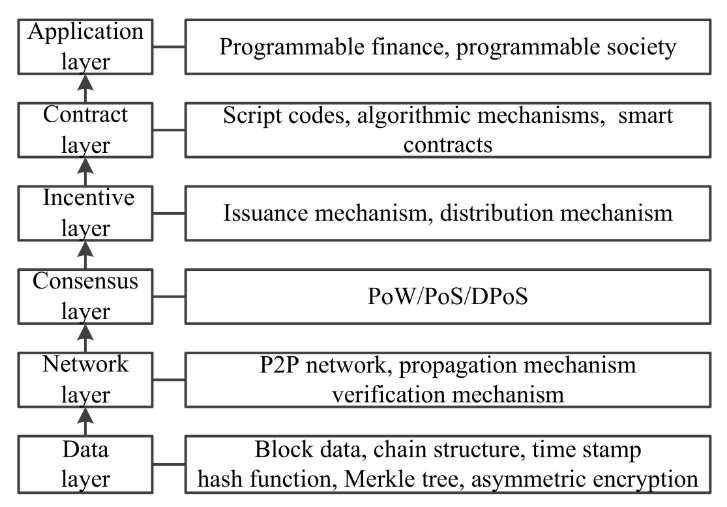 Application
layer
Programmable finance, programmable society
Contract
layer
Script codes, algorithmic mechanisms, smart
contracts
Incentive
layer
Issuance mechanism, distribution mechanism
Consensus
layer
PoW/PoS/DPoS
Network
layer
P2P network, propagation mechanism
verification mechanism
Data
layer
Block data, chain structure, time stamp
hash function, Merkle tree, asymmetric encryption